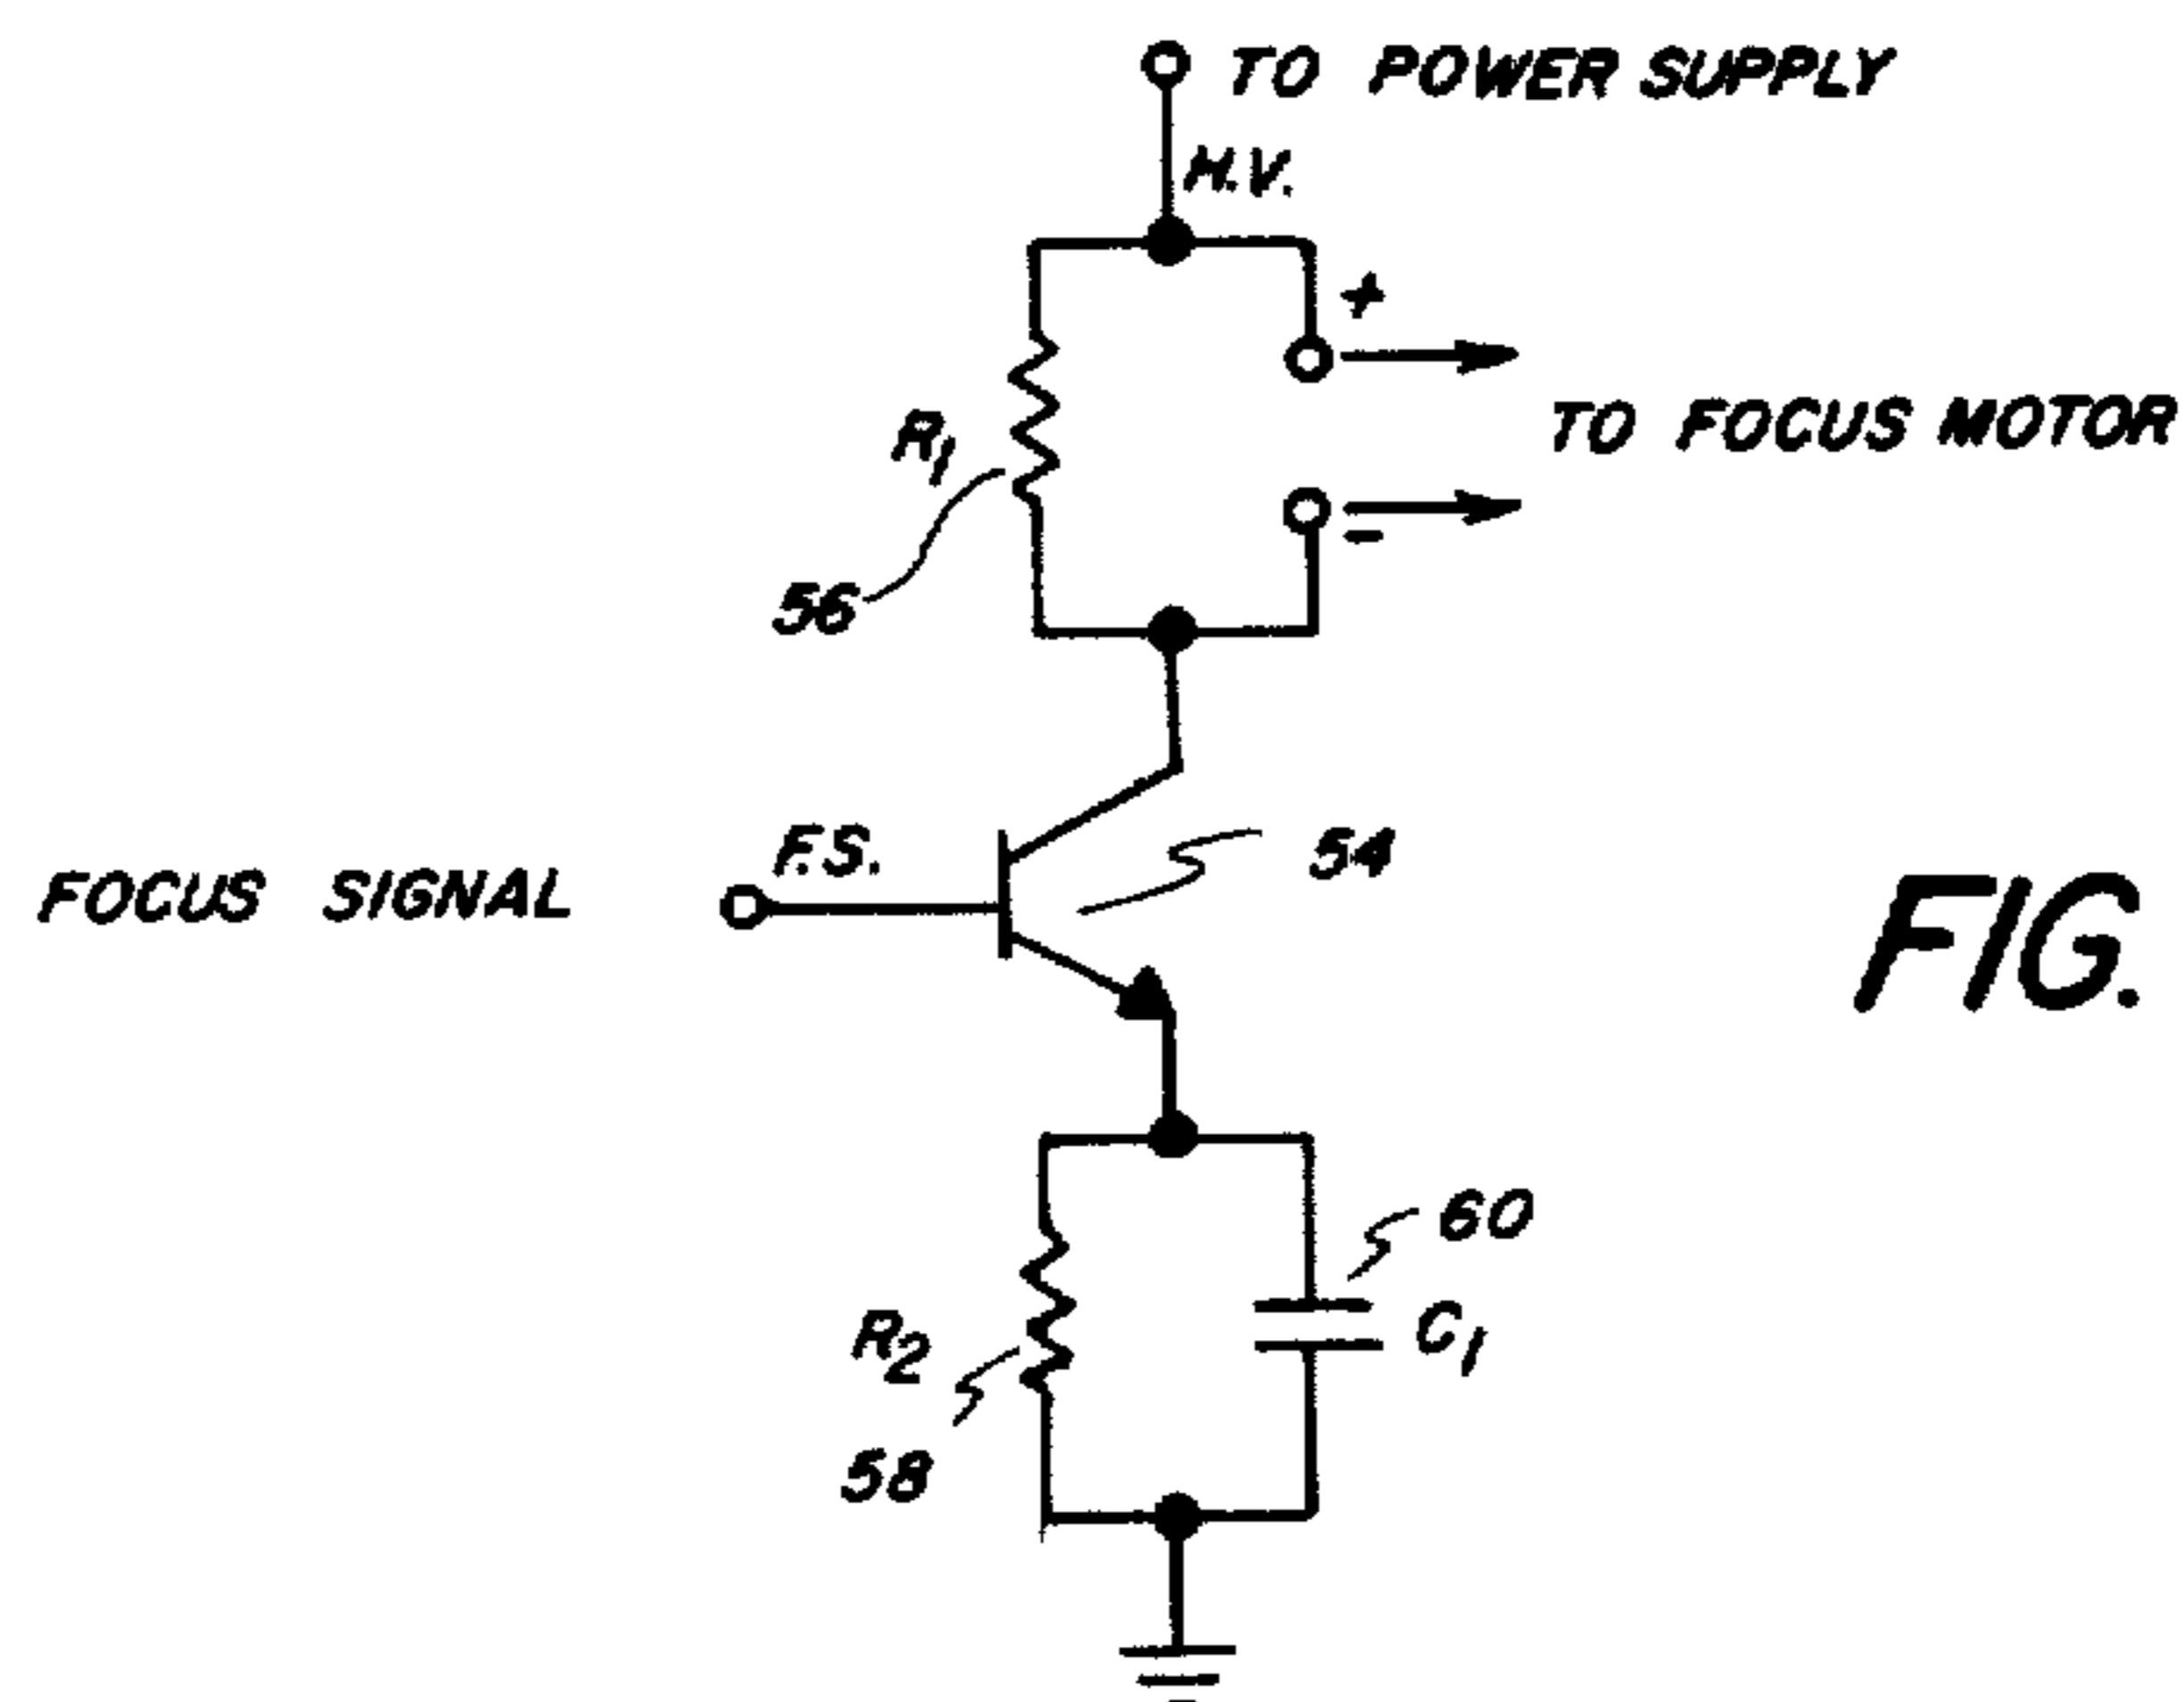 TO POWER SUPPLY
M.V.
+
TO FOCUS MOTOR
R1
-
56
F.S.
54
FOCUS SIGNAL
FIG.
60
R2
C1
58